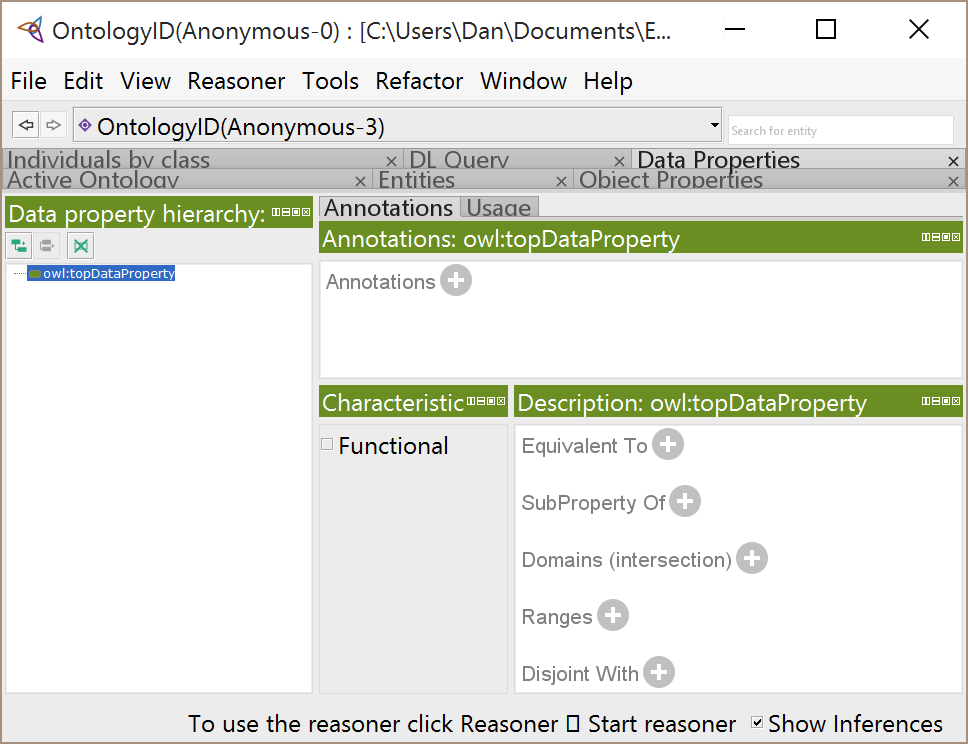 OntologyID(Anonymous-0) : [C:\Users\Dan\Documents\E...
File Edit View Reasoner Tools Refactor Window Help
OntologyID(Anonymous-3)
Search for entity
Individuals by class DL Query Data Properties
Active Ontology Entities Object Properties
Data property hierarchy:
Annotations Usage
Annotations: owl:topDataProperty
owl:topDataProperty
Annotations
Characteristic
Description: owl:topDataProperty
Functional
Equivalent To
SubProperty Of
Domains (intersection)
Ranges
Disjoint With
To use the reasoner click Reasoner Start reasoner Show Inferences